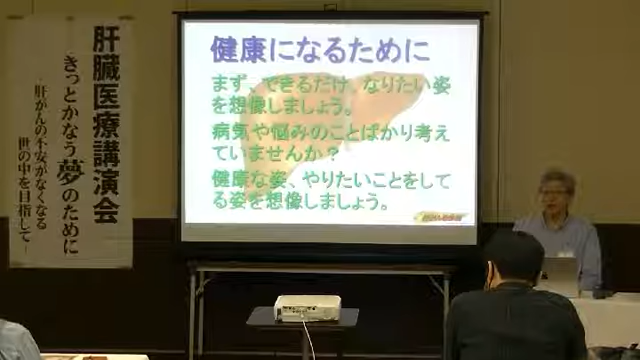 肝臓医療講演会
きっとかなう夢のために
-肝がんの不安がなくなる
世の中を目指して-
健康になるために
まず、できるだけ、なりたい姿
を想像しましょう。
病気や悩みのことばかり考え
ていませんか？
健康な姿、やりたいことをして
る姿を想像しましょう。